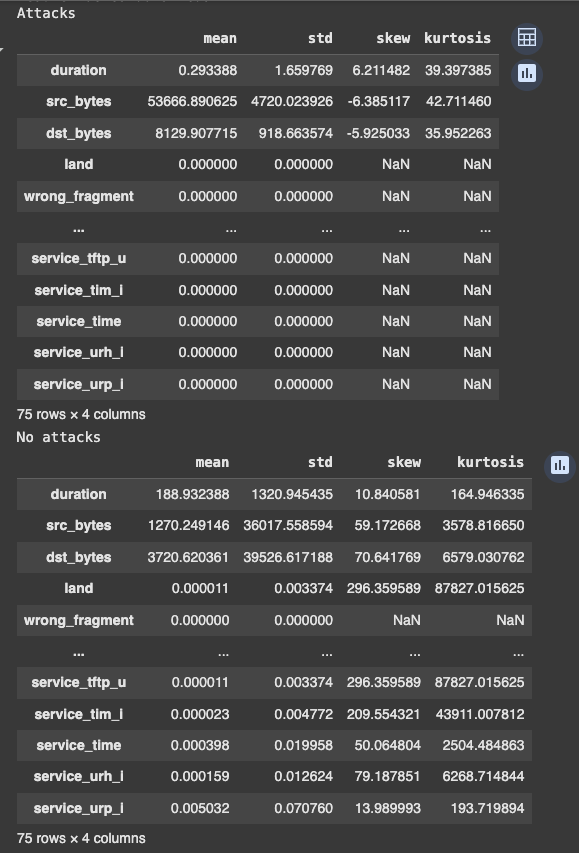 Attacks
mean std skew kurtosis
duration 0.293388 1.659769 6.211482 39.397385
src_bytes 53666.890625 4720.023926 -6.385117 42.711460
dst_bytes 8129.907715 918.663574 -5.925033 35.952263
land 0.000000 0.000000 NaN NaN
wrong_fragment 0.000000 0.000000 NaN NaN
... ... ... ... ...
service_tftp_u 0.000000 0.000000 NaN NaN
service_tim_i 0.000000 0.000000 NaN NaN
service_time 0.000000 0.000000 NaN NaN
service_urh_i 0.000000 0.000000 NaN NaN
service_urp_i 0.000000 0.000000 NaN NaN
75 rows × 4 columns
No attacks
mean std skew kurtosis
duration 188.932388 1320.945435 10.840581 164.946335
src_bytes 1270.249146 36017.558594 59.172668 3578.816650
dst_bytes 3720.620361 39526.617188 70.641769 6579.030762
land 0.000011 0.003374 296.359589 87827.015625
wrong_fragment 0.000000 0.000000 NaN NaN
... ... ... ... ...
service_tftp_u 0.000011 0.003374 296.359589 87827.015625
service_tim_i 0.000023 0.004772 209.554321 43911.007812
service_time 0.000398 0.019958 50.064804 2504.484863
service_urh_i 0.000159 0.012624 79.187851 6268.714844
service_urp_i 0.005032 0.070760 13.989993 193.719894
75 rows × 4 columns